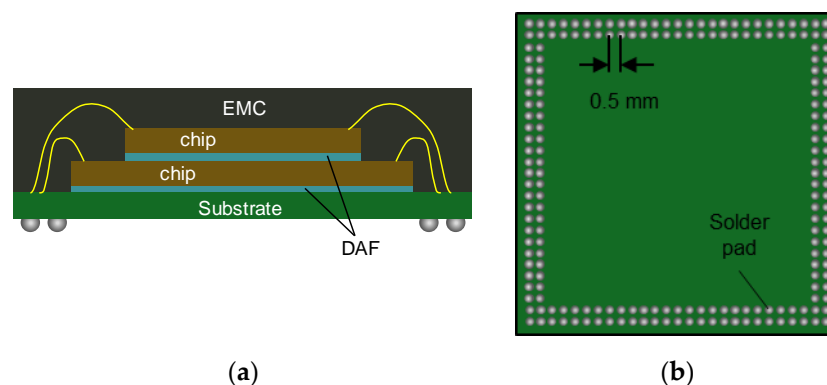 EMC
chip
chip
Substrate
DAF
0.5 mm
Solder
pad
(a)
(b)